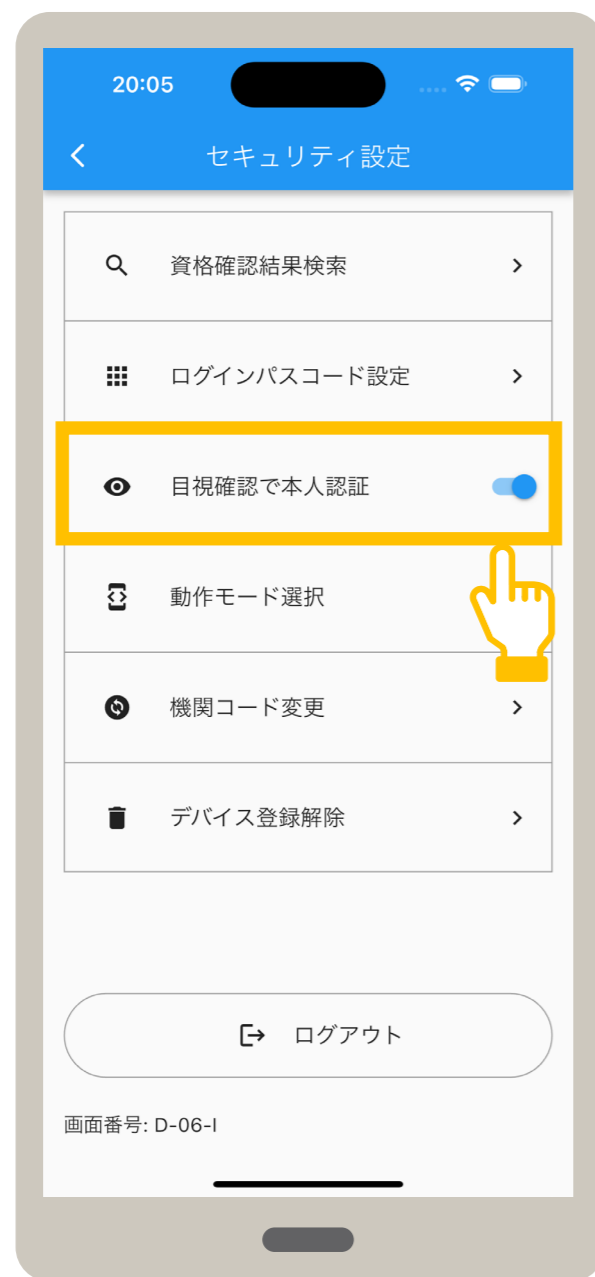 20:05
セキュリティ設定
資格確認結果検索
ログインパスコード設定
目視確認で本人認証
動作モード選択
機関コード変更
デバイス登録解除
ログアウト
画面番号: D-06-I